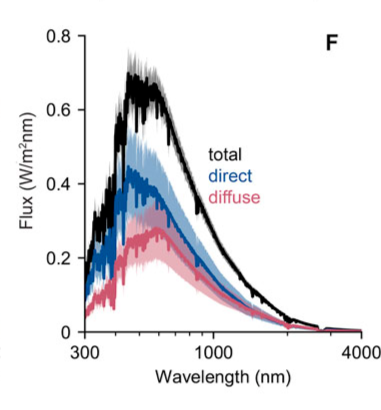 F
0.8
0.6
0.4
0.2
0
Flux (W/m²nm)
total
direct
diffuse
300
1000
4000
Wavelength (nm)